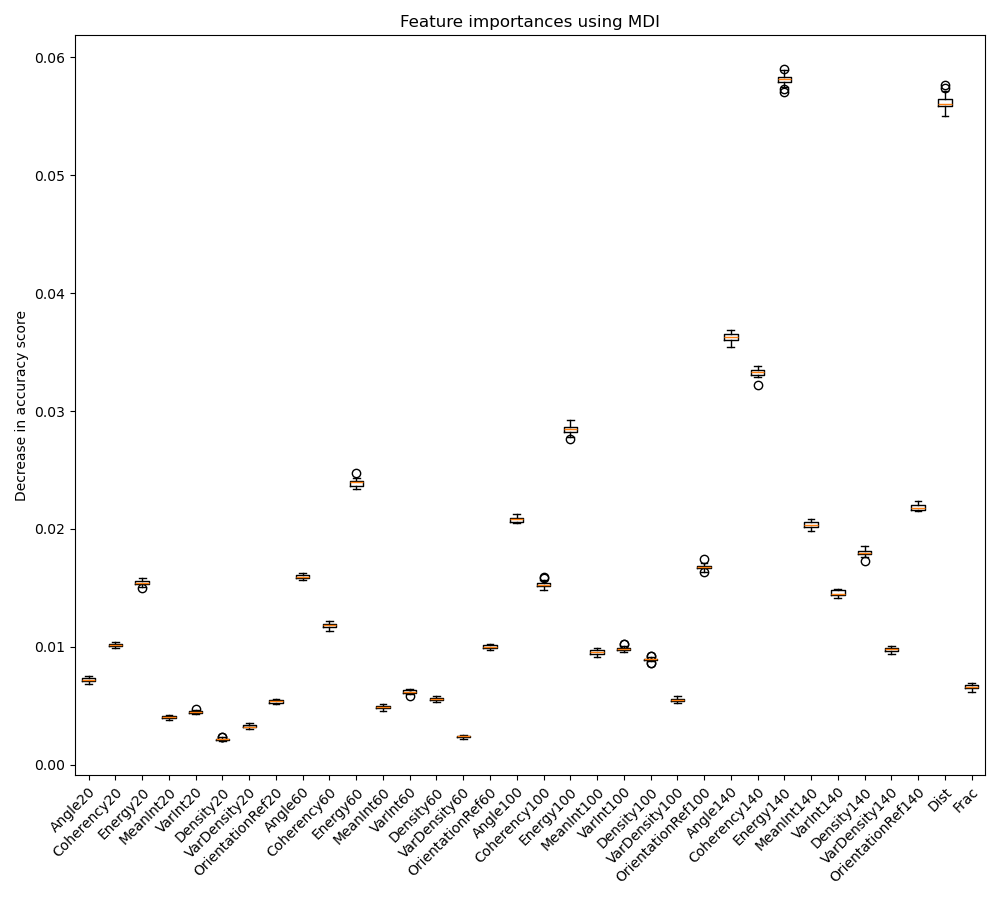 Feature importances using MDI
Decrease in accuracy score
0.06
0.05
0.04
0.03
0.02
0.01
0.00
Angle20
Coherency20
Energy20
MeanInt20
VarInt20
Density20
VarDensity20
OrientationRef20
Angle60
Coherency60
Energy60
MeanInt60
VarInt60
Density60
VarDensity60
OrientationRef60
Angle100
Coherency100
Energy100
MeanInt100
VarInt100
Density100
VarDensity100
OrientationRef100
Angle140
Coherency140
Energy140
MeanInt140
VarInt140
Density140
VarDensity140
OrientationRef140
Dist
Frac